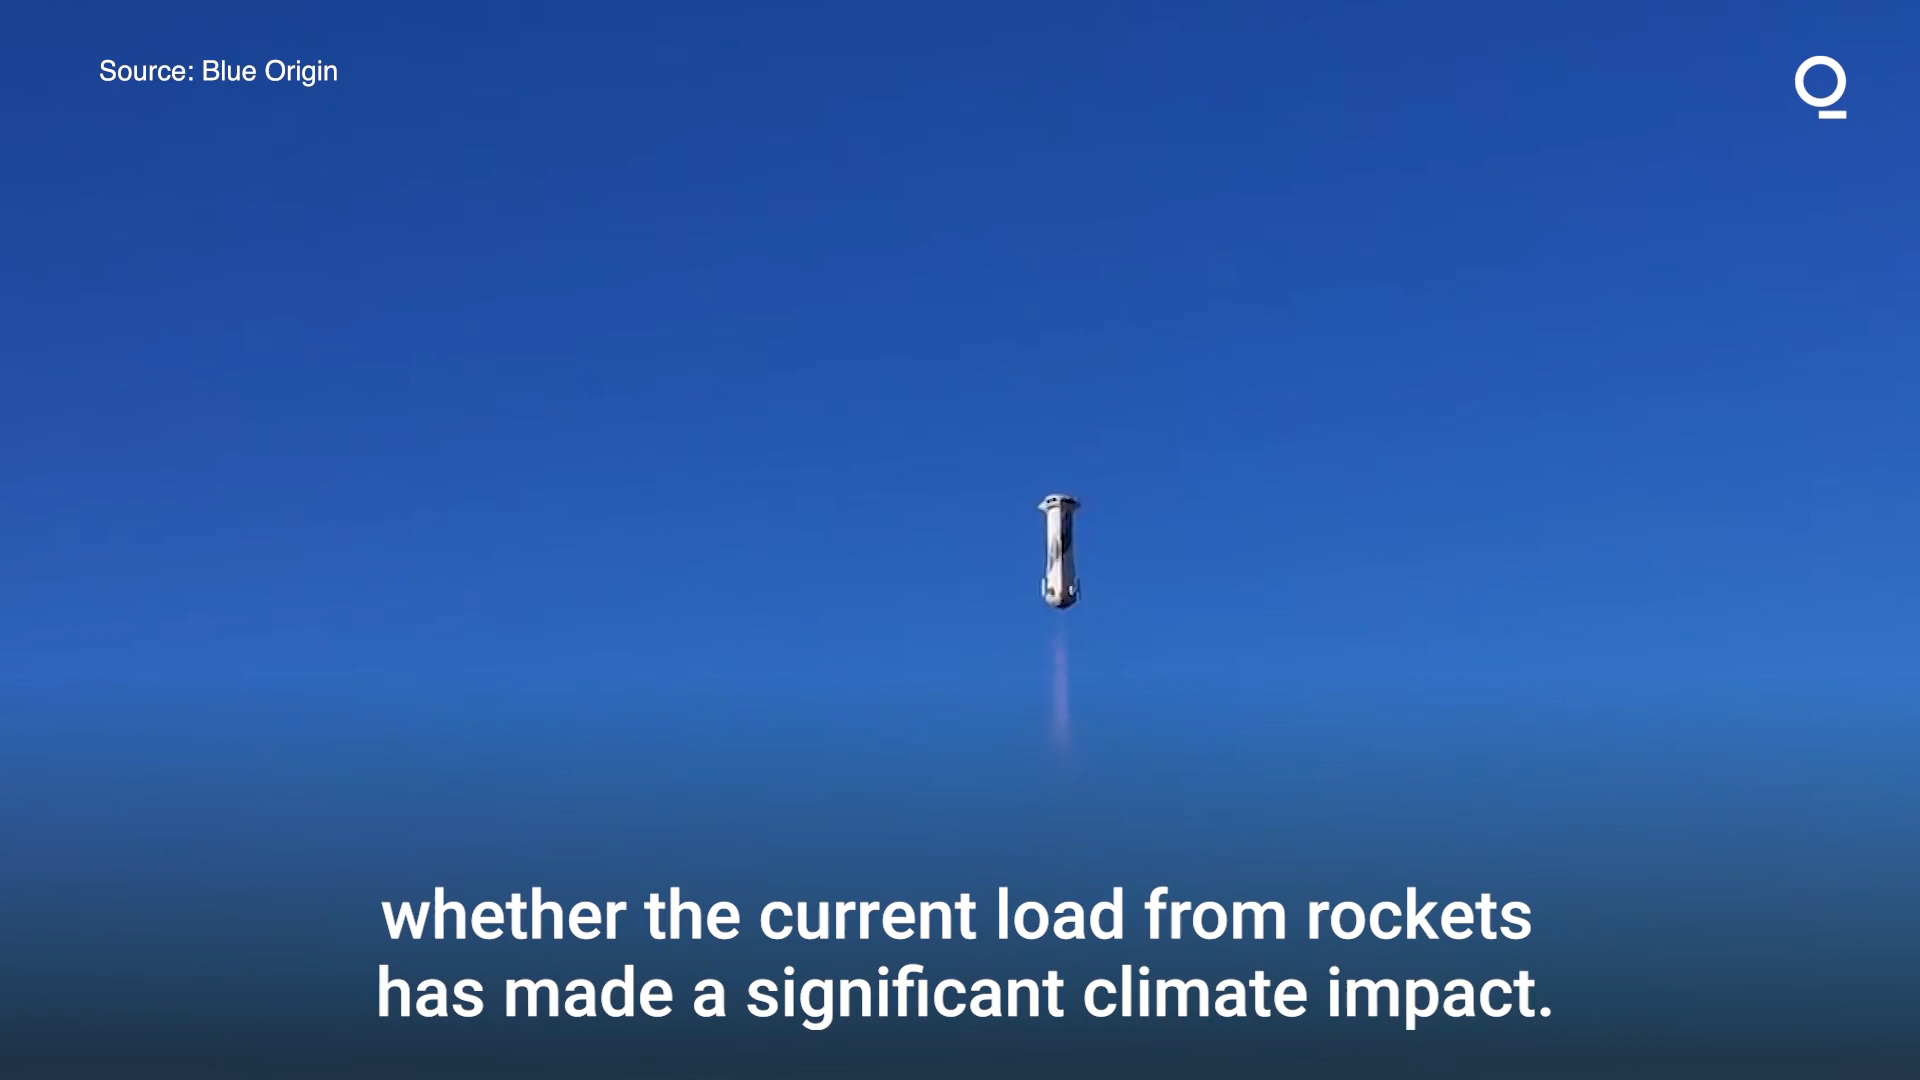 Source: Blue Origin
whether the current load from rockets
has made a significant climate impact.